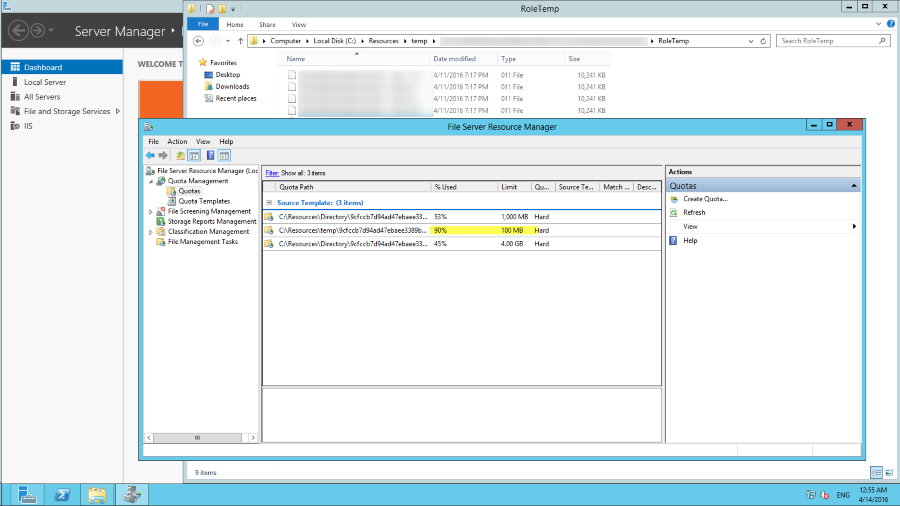 RoleTemp
Server Manager
File
Home
Share
View
Computer
Local Disk (C:)
Resources
temp
RoleTemp
Search RoleTemp
Dashboard
Local Server
All Servers
File and Storage Services
IIS
WELCOME T
Favorites
Desktop
Downloads
Recent places
Name
Date modified
Type
Size
4/11/2016 7:17 PM 011 File 10,241 KB
4/11/2016 7:17 PM 011 File 10,241 KB
4/11/2016 7:17 PM 011 File 10,241 KB
4/11/2016 7:17 PM 011 File 10,241 KB
File Server Resource Manager
File Action View Help
File Server Resource Manager (Loc
Quota Management
Quotas
Quota Templates
File Screening Management
Storage Reports Management
Classification Management
File Management Tasks
Filter: Show all: 3 items
Quota Path % Used Limit Qu... Source Te... Match ... Desc...
Source Template: (3 items)
C:\Resources\Directory\9cfccb7d94ad47ebaee33... 53% 1,000 MB Hard
C:\Resources\temp\9cfccb7d94ad47ebaee3389b... 90% 100 MB Hard
C:\Resources\Directory\9cfccb7d94ad47ebaee33... 45% 4.00 GB Hard
Actions
Quotas
Create Quota...
Refresh
View
Help
9 items
ENG
12:55 AM
4/14/2016